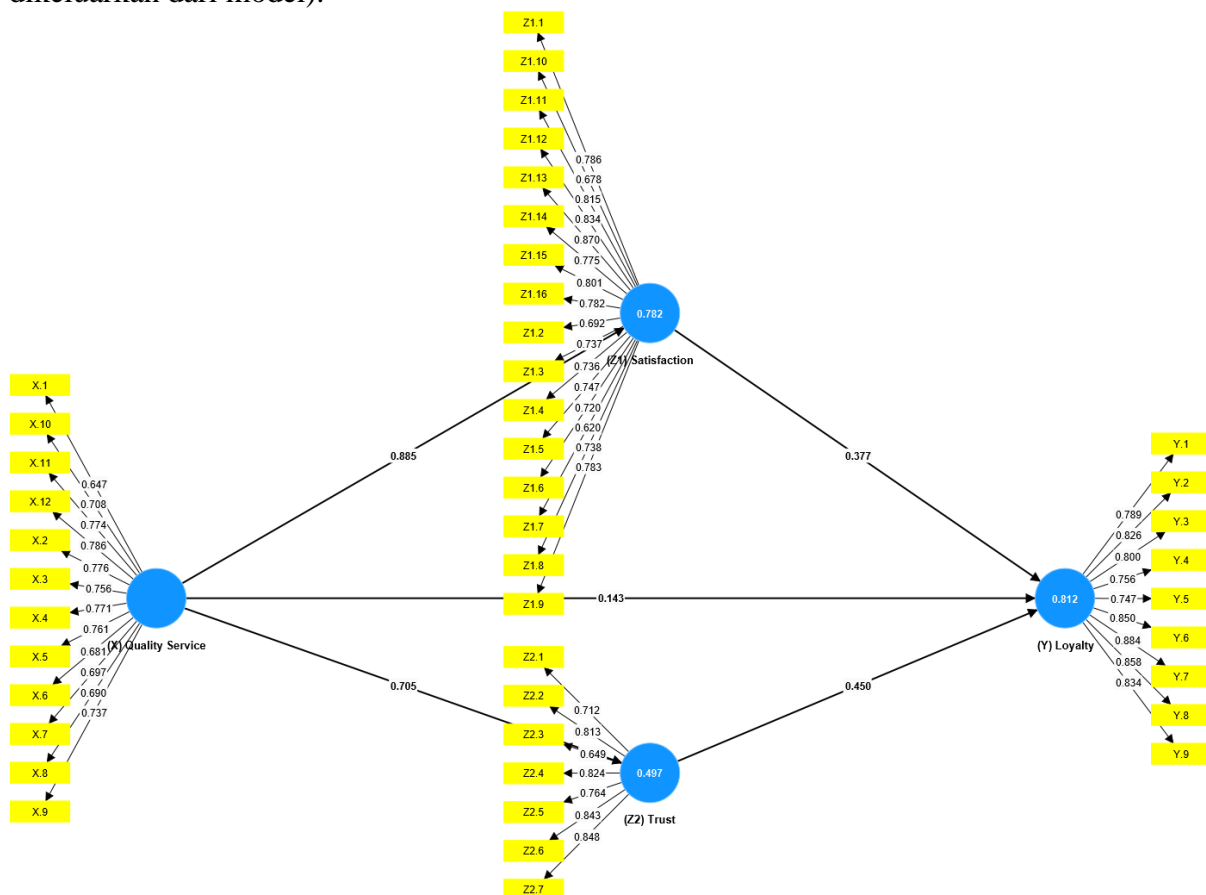 dikeluarkan dari model).
Z1.1
Z1.10
Z1.11
Z1.12
Z1.13
Z1.14
Z1.15
Z1.16
Z1.2
Z1.3
Z1.4
Z1.5
Z1.6
Z1.7
Z1.8
Z1.9
0.786
0.678
0.815
0.834
0.870
0.775
0.801
0.782
0.692
0.737
0.736
0.747
0.720
0.620
0.738
0.783
0.782
(Z1) Satisfaction
X.1
X.10
X.11
X.12
X.2
X.3
X.4
X.5
X.6
X.7
X.8
X.9
0.647
0.708
0.774
0.786
0.776
0.756
0.771
0.761
0.681
0.697
0.690
0.737
(X) Quality Service
0.885
0.143
0.705
0.377
0.450
Z2.1
Z2.2
Z2.3
Z2.4
Z2.5
Z2.6
Z2.7
0.712
0.813
0.649
0.824
0.764
0.843
0.848
0.497
(Z2) Trust
0.812
(Y) Loyalty
0.789
0.826
0.800
0.756
0.747
0.850
0.884
0.858
0.834
Y.1
Y.2
Y.3
Y.4
Y.5
Y.6
Y.7
Y.8
Y.9